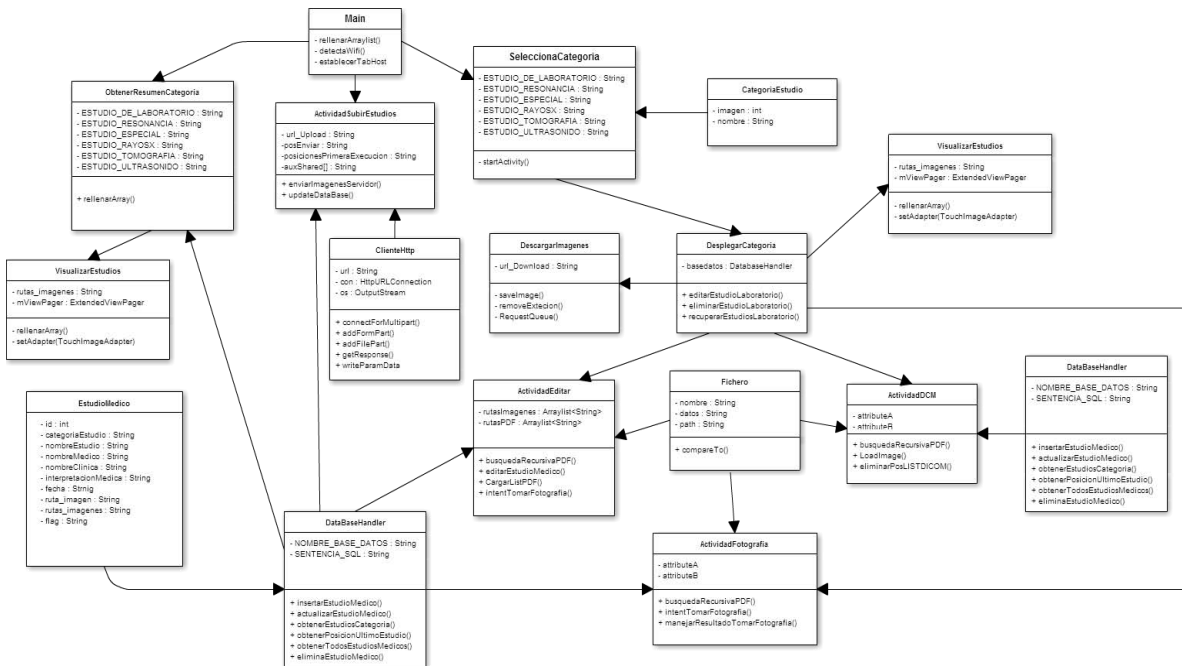 Main
- rellenarArraylist()
- detectaWifi()
- establecerTabHost
ObtenerResumenCategoria
- ESTUDIO_DE_LABORATORIO : String
- ESTUDIO_RESONANCIA : String
- ESTUDIO_ESPECIAL : String
- ESTUDIO_RAYOSX : String
- ESTUDIO_TOMOGRAFIA : String
- ESTUDIO_ULTRASONIDO : String
+ rellenarArray()
ActividadSubirEstudios
- url_Upload : String
-posEnviar : String
-posicionesPrimeraExecucion : String
-auxShared[] : String
+ enviarImagenesServidor()
+ updateDataBase()
SeleccionaCategoria
- ESTUDIO_DE_LABORATORIO : String
- ESTUDIO_RESONANCIA : String
- ESTUDIO_ESPECIAL : String
- ESTUDIO_RAYOSX : String
- ESTUDIO_TOMOGRAFIA : String
- ESTUDIO_ULTRASONIDO : String
- startActivity()
CategoriaEstudio
- imagen : int
- nombre : String
VisualizarEstudios
- rutas_imagenes : String
- mViewPager : ExtendedViewPager
- rellenarArray()
- setAdapter(TouchImageAdapter)
VisualizarEstudios
- rutas_imagenes : String
- mViewPager : ExtendedViewPager
- rellenarArray()
- setAdapter(TouchImageAdapter)
ClienteHttp
- url : String
- con : HttpURLConnection
- os : OutputStream
+ connectForMultipart()
+ addFormPart()
+ addFilePart()
+ getResponse()
+ writeParamData
DescargarImagenes
- url_Download : String
- saveImage()
- removeExtecion()
- RequestQueue()
DesplegarCategoria
- basedatos : DatabaseHandler
+ editarEstudioLaboratorio()
+ eliminarEstudioLaboratorio()
+ recuperarEstudiosLaboratorio()
EstudioMedico
- id : int
- categoriaEstudio : String
- nombreEstudio : String
- nombreMedico : String
- nombreClinica : String
- interpretacionMedica : String
- fecha : Strnig
- ruta_imagen : String
- rutas_imagenes : String
- flag : String
ActividadEditar
- rutasImagenes : Arraylist<String>
- rutasPDF : Arraylist<String>
+ busquedaRecursivaPDF()
+ editarEstudioMedico()
+ CargarListPDF()
+ intentTomarFotografia()
Fichero
- nombre : String
- datos : String
- path : String
+ compareTo()
ActividadDCM
- attributeA
- attributeB
+ busquedaRecursivaPDF()
+ LoadImage()
+ eliminarPosLISTDICOM()
DataBaseHandler
- NOMBRE_BASE_DATOS : String
- SENTENCIA_SQL : String
+ insertarEstudioMedico()
+ actualizarEstudioMedico()
+ obtenerEstudiosCategoria()
+ obtenerPosicionUltimoEstudio()
+ obtenerTodosEstudiosMedicos()
+ eliminaEstudioMedico()
DataBaseHandler
- NOMBRE_BASE_DATOS : String
- SENTENCIA_SQL : String
+ insertarEstudioMedico()
+ actualizarEstudioMedico()
+ obtenerEstudiosCategoria()
+ obtenerPosicionUltimoEstudio()
+ obtenerTodosEstudiosMedicos()
+ eliminaEstudioMedico()
ActividadFotografia
- attributeA
- attributeB
+ busquedaRecursivaPDF()
+ intentTomarFotografia()
+ manejarResultadoTomarFotografia()